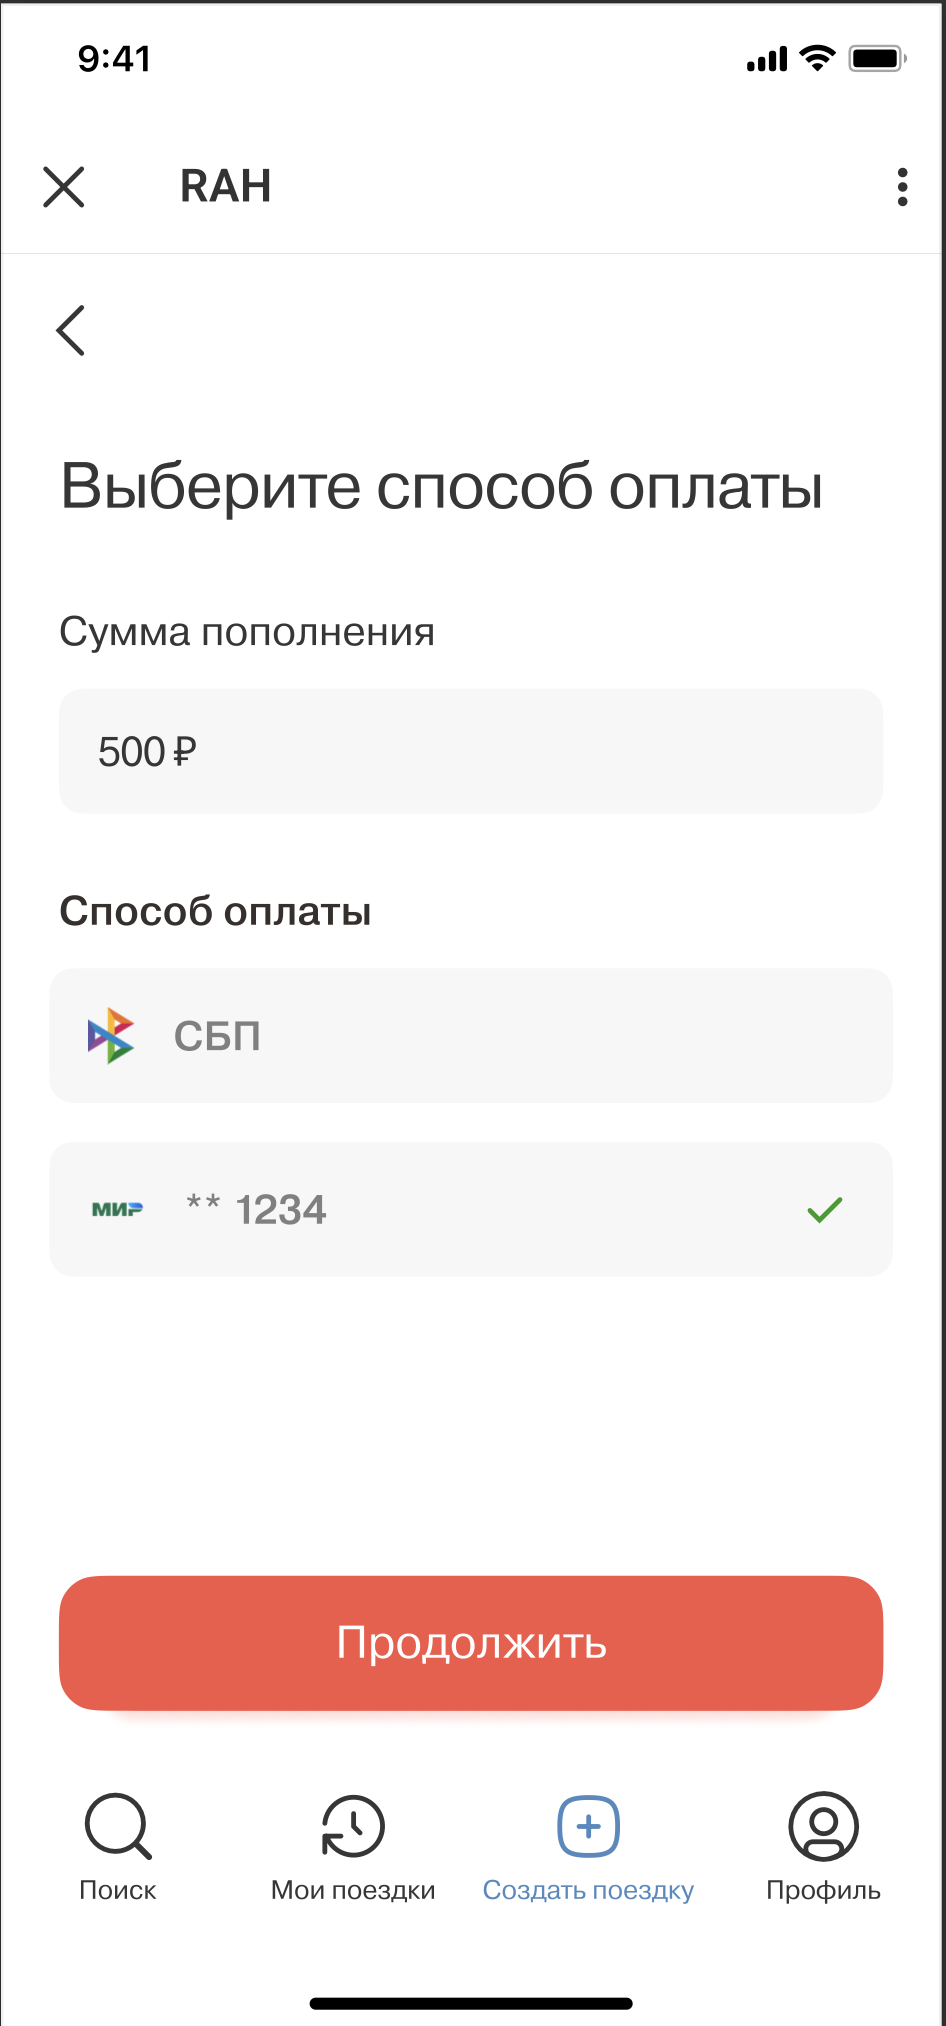 9:41
RAH
Выберите способ оплаты
Сумма пополнения
500 ₽
Способ оплаты
СБП
МИР ** 1234
Продолжить
Поиск Мои поездки Создать поездку Профиль